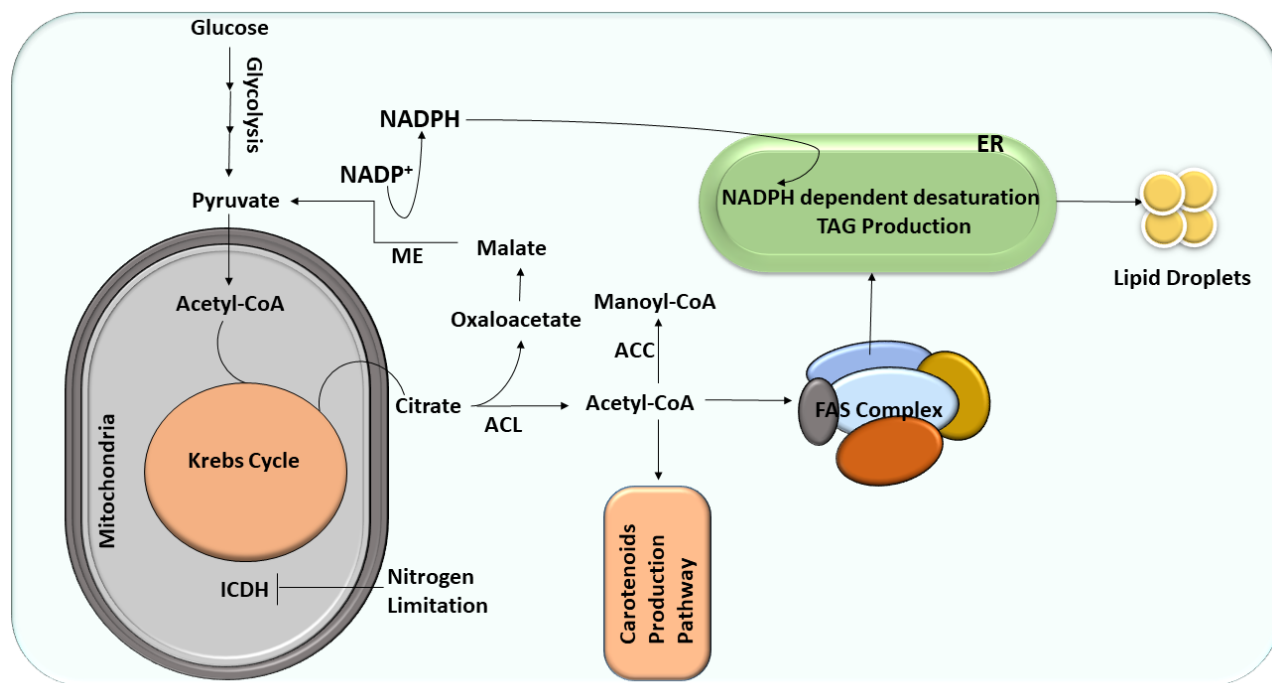 Glucose
Glycolysis
NADPH
NADP⁺
Pyruvate
ME
Malate
Oxaloacetate
ER
NADPH dependent desaturation
TAG Production
Lipid Droplets
Acetyl-CoA
Manoyl-CoA
ACC
Citrate
ACL
Acetyl-CoA
FAS Complex
Krebs Cycle
Mitochondria
ICDH
Nitrogen
Limitation
Carotenoids
Production
Pathway